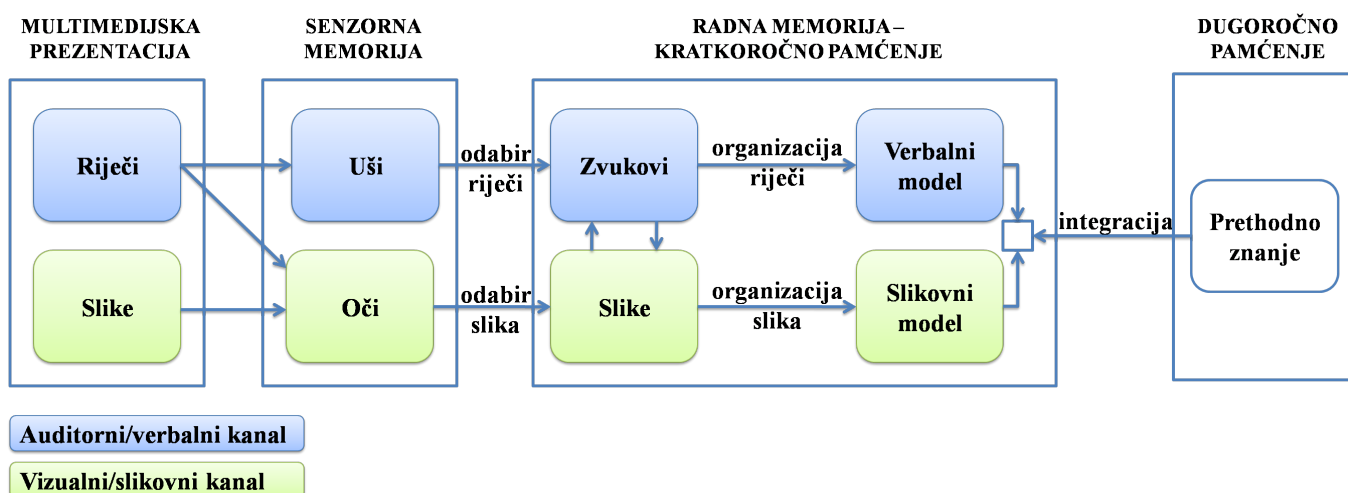 MULTIMEDIJSKA
PREZENTACIJA
SENZORNA
MEMORIJA
RADNA MEMORIJA –
KRATKOROČNO PAMĆENJE
DUGOROČNO
PAMĆENJE
Riječi
Uši
odabir
riječi
Zvukovi
organizacija
riječi
Verbalni
model
integracija
Prethodno
znanje
Slike
Oči
odabir
slika
Slike
organizacija
slika
Slikovni
model
Auditorni/verbalni kanal
Vizualni/slikovni kanal